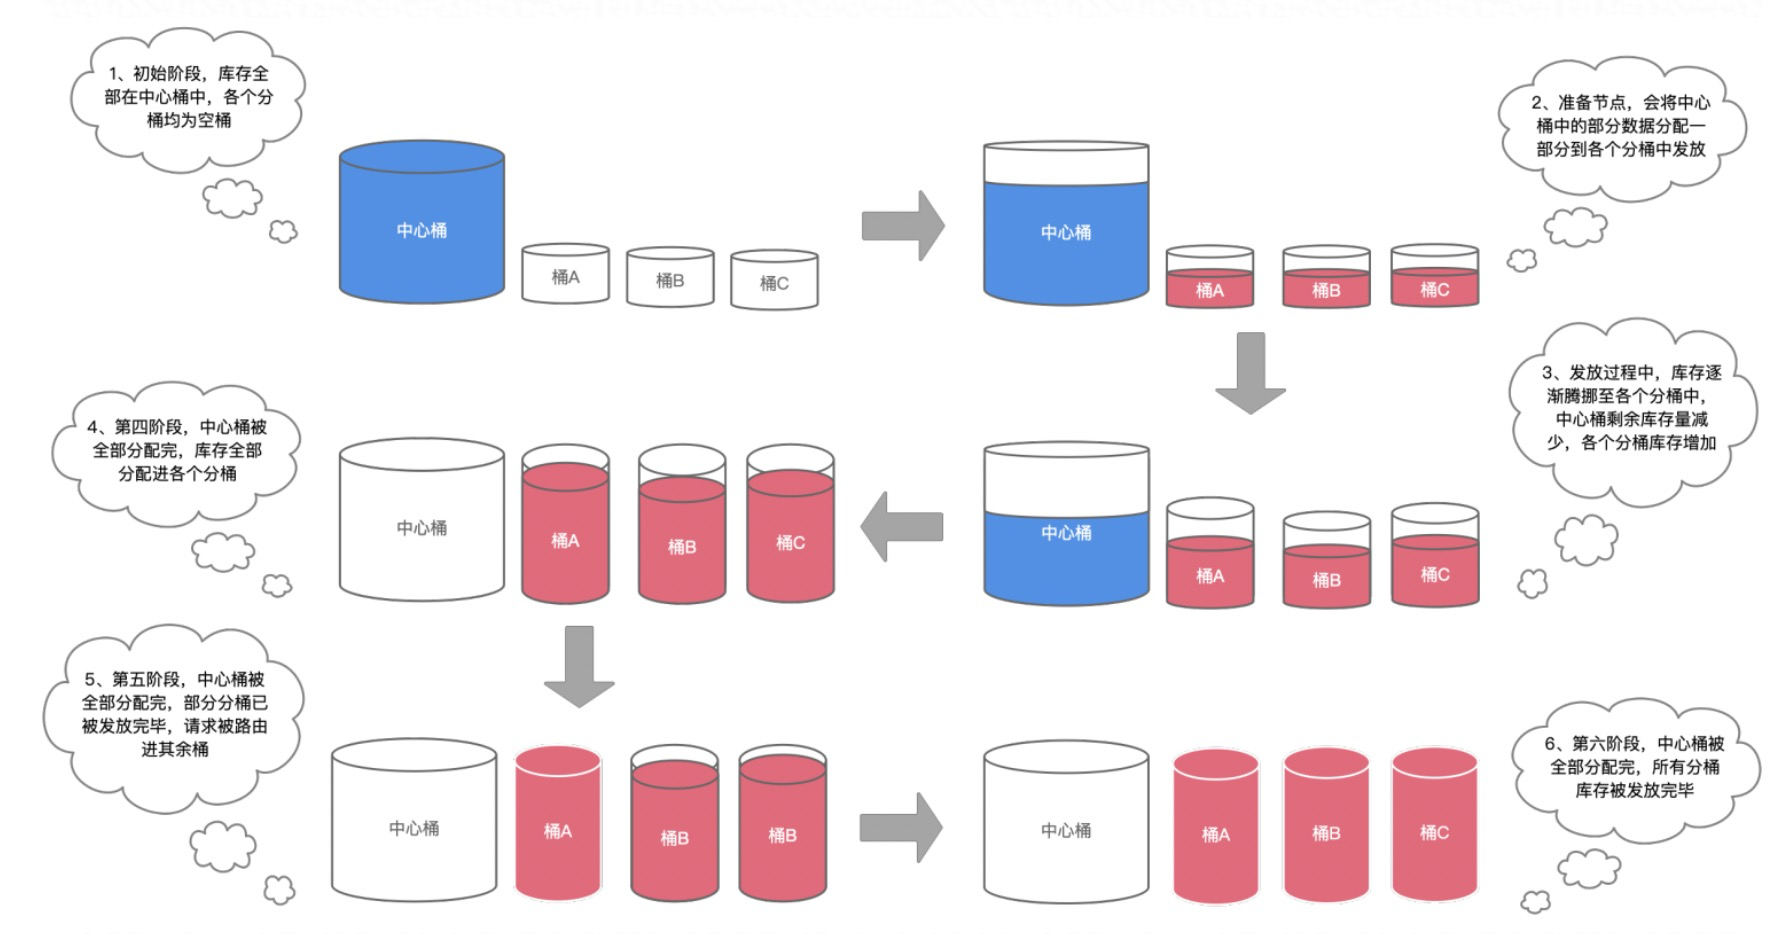 1、初始阶段，库存全
部在中心桶中，各个分
桶均为空桶
中心桶
桶A
桶B
桶C
2、准备节点，会将中心
桶中的部分数据分配一
部分到各个分桶中发放
中心桶
桶A
桶B
桶C
3、发放过程中，库存逐
渐腾挪至各个分桶中，
中心桶剩余库存量减
少，各个分桶库存增加
中心桶
桶A
桶B
桶C
4、第四阶段，中心桶被
全部分配完，库存全部
分配进各个分桶
中心桶
桶A
桶B
桶C
5、第五阶段，中心桶被
全部分配完，部分分桶已
被发放完毕，请求被路由
进其余桶
中心桶
桶A
桶B
桶B
6、第六阶段，中心桶被
全部分配完，所有分桶
库存被发放完毕
中心桶
桶A
桶B
桶C